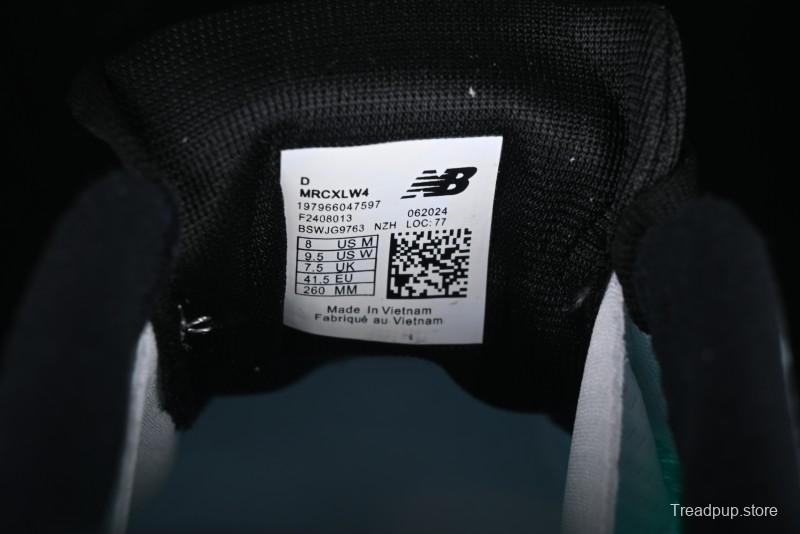 D
MRCXLW4
197966047597
F2408013
BSWJG9763 NZH
NB
062024
LOC: 77
8 US M
9.5 US W
7.5 UK
41.5 EU
260 MM
Made In Vietnam
Fabriqué au Vietnam
Treadpup.store